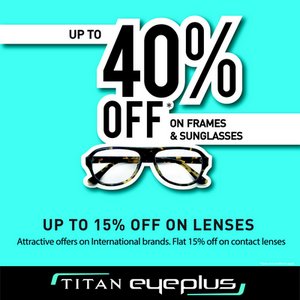 UP TO
40%
OFF*
ON FRAMES
& SUNGLASSES
UP TO 15% OFF ON LENSES
Attractive offers on International brands. Flat 15% off on contact lenses
TITAN eyeplus